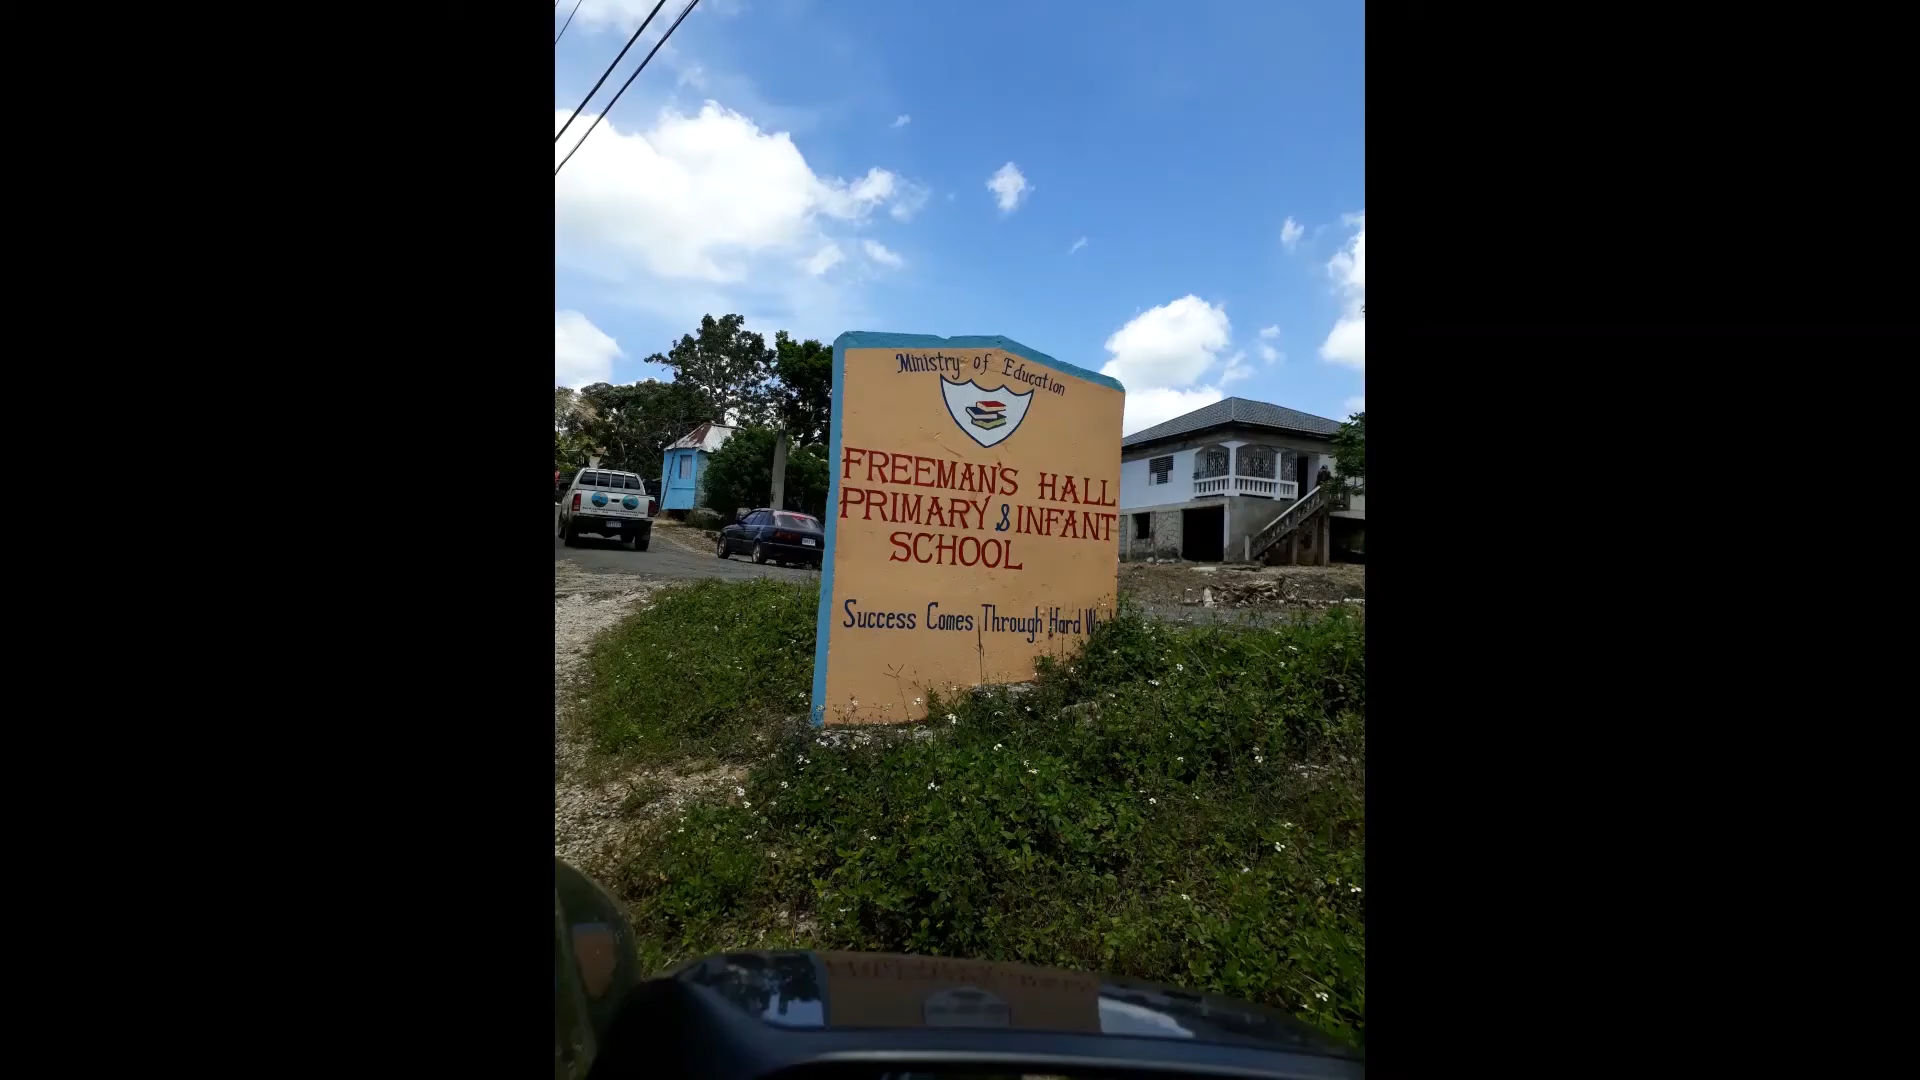 Ministry of Education
FREEMAN'S HALL
PRIMARY & INFANT
SCHOOL
Success Comes Through Hard